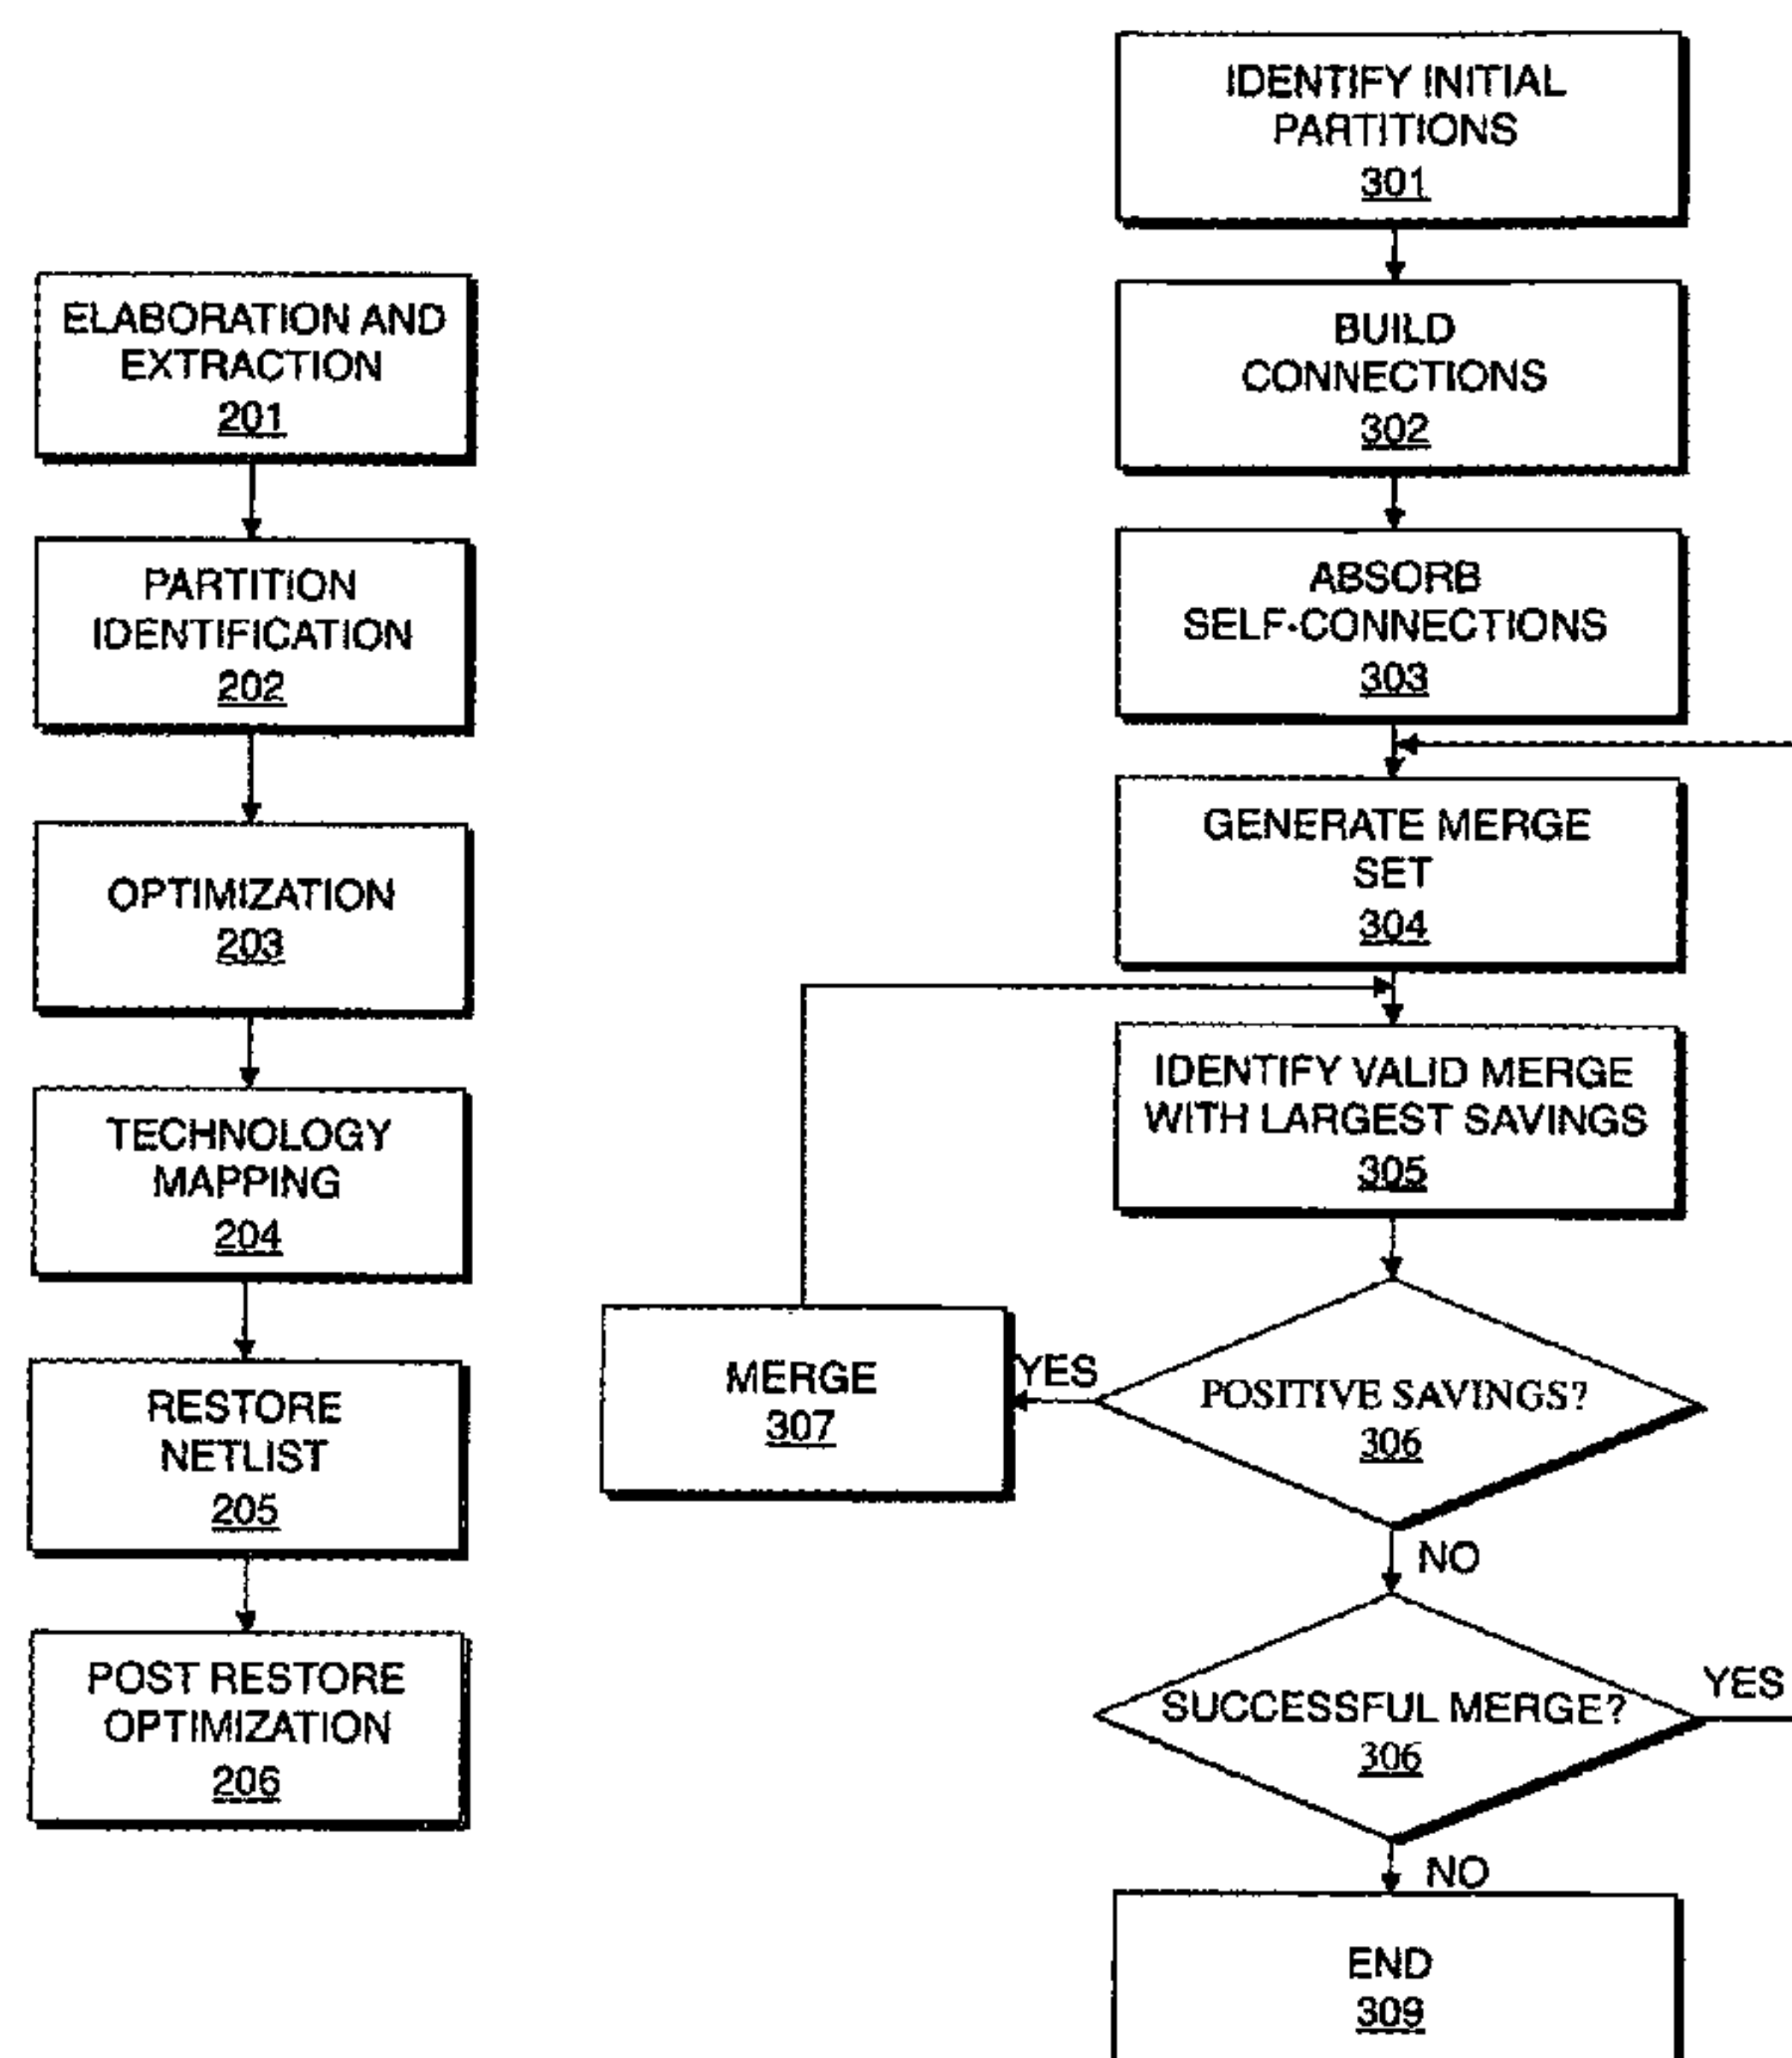 ELABORATION AND
EXTRACTION
201
PARTITION
IDENTIFICATION
202
OPTIMIZATION
203
TECHNOLOGY
MAPPING
204
RESTORE
NETLIST
205
POST RESTORE
OPTIMIZATION
206
IDENTIFY INITIAL
PARTITIONS
301
BUILD
CONNECTIONS
302
ABSORB
SELF-CONNECTIONS
303
GENERATE MERGE
SET
304
IDENTIFY VALID MERGE
WITH LARGEST SAVINGS
305
POSITIVE SAVINGS?
306
YES
MERGE
307
NO
SUCCESSFUL MERGE?
306
YES
NO
END
309